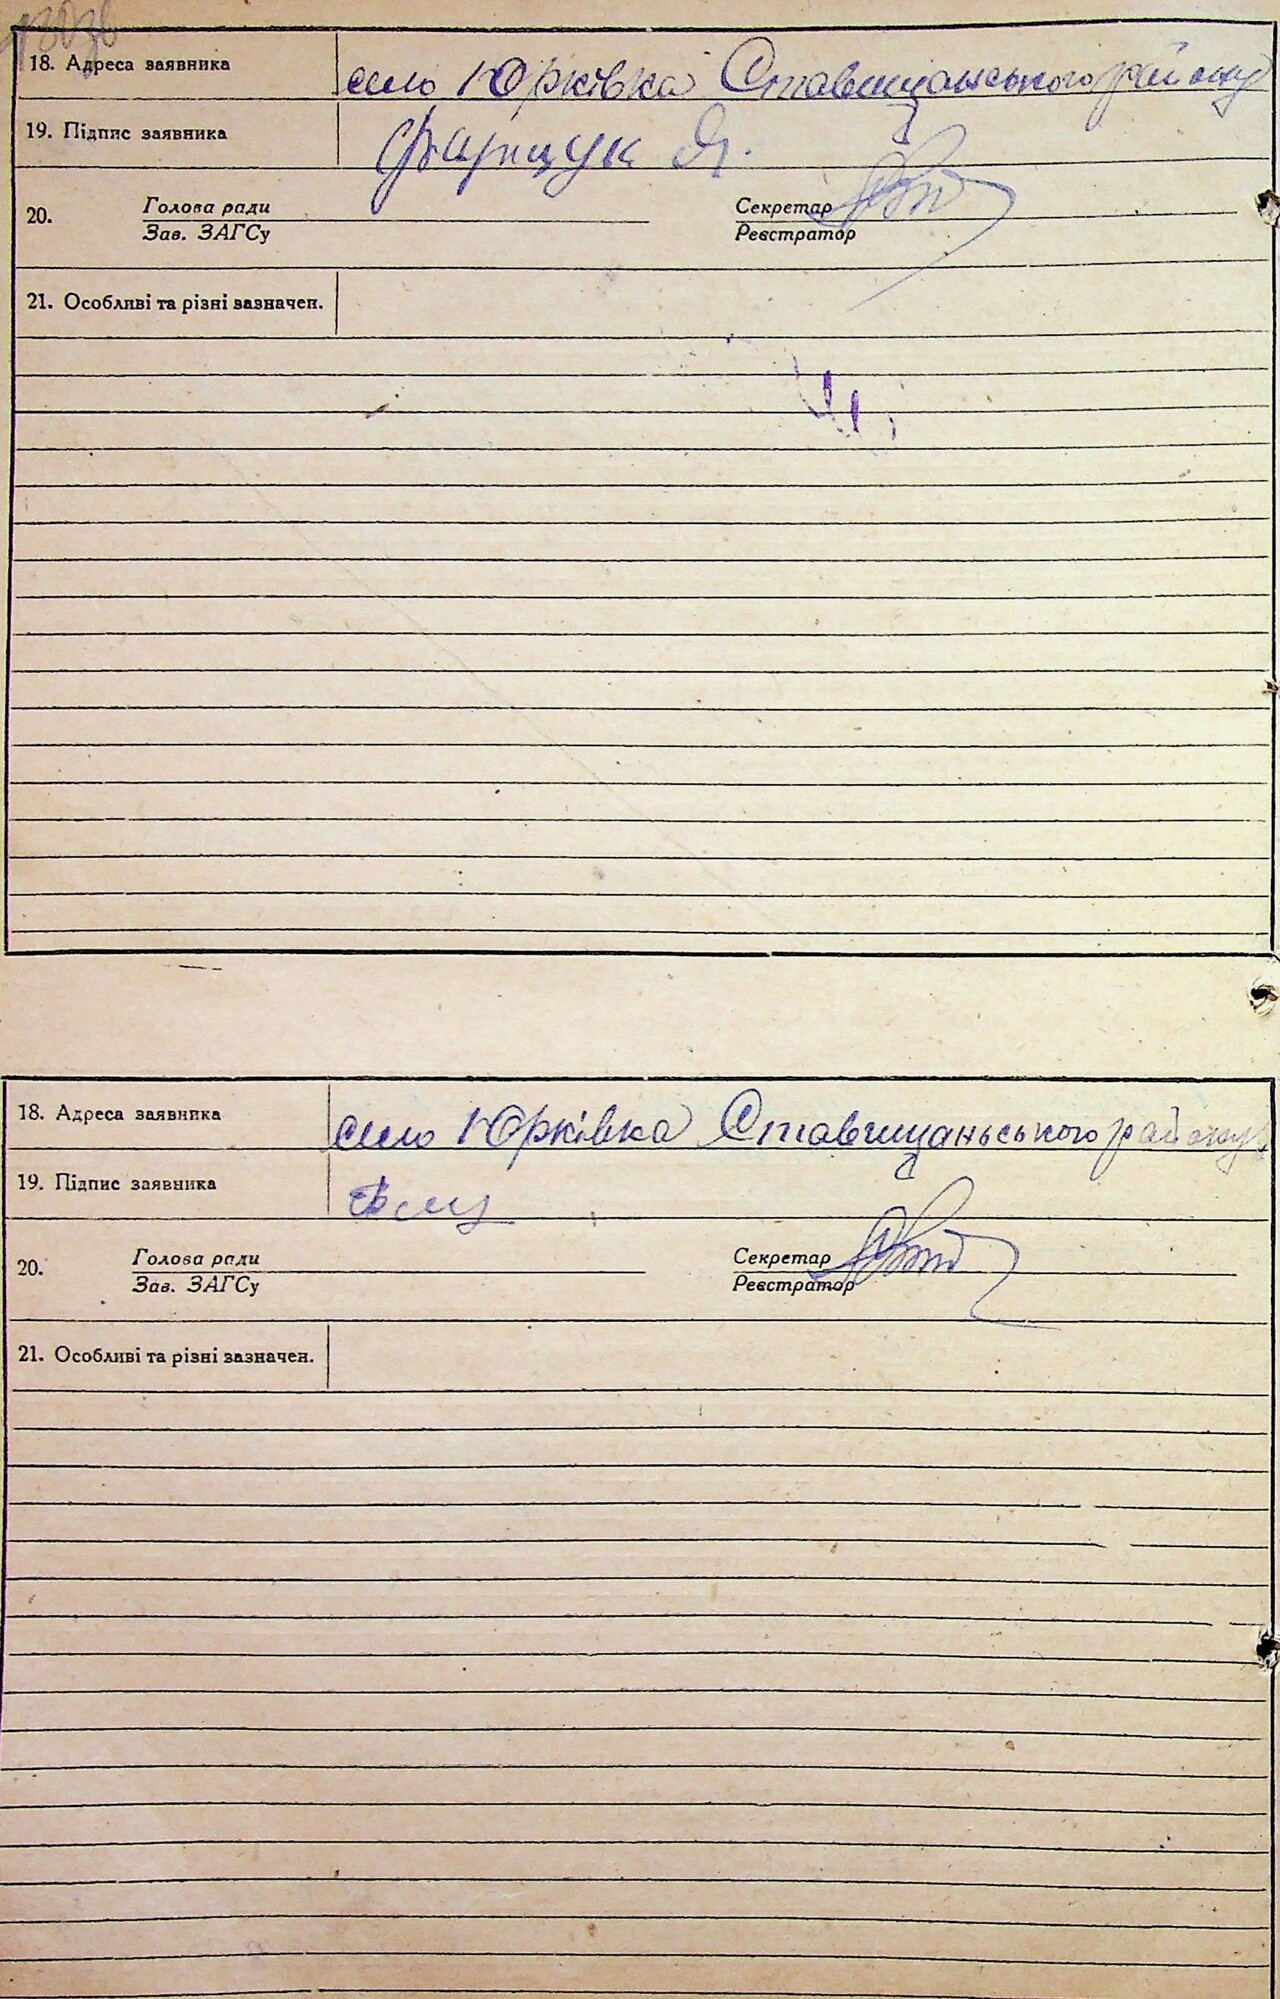 18. Адреса заявника село Юрківка Ставищанського району
19. Підпис заявника
20. Голова ради Секретар
Зав. ЗАГСу Реєстратор
21. Особливі та різні зазначен.
18. Адреса заявника село Юрківка Ставищаньського району
19. Підпис заявника
20. Голова ради Секретар
Зав. ЗАГСу Реєстратор
21. Особливі та різні зазначен.